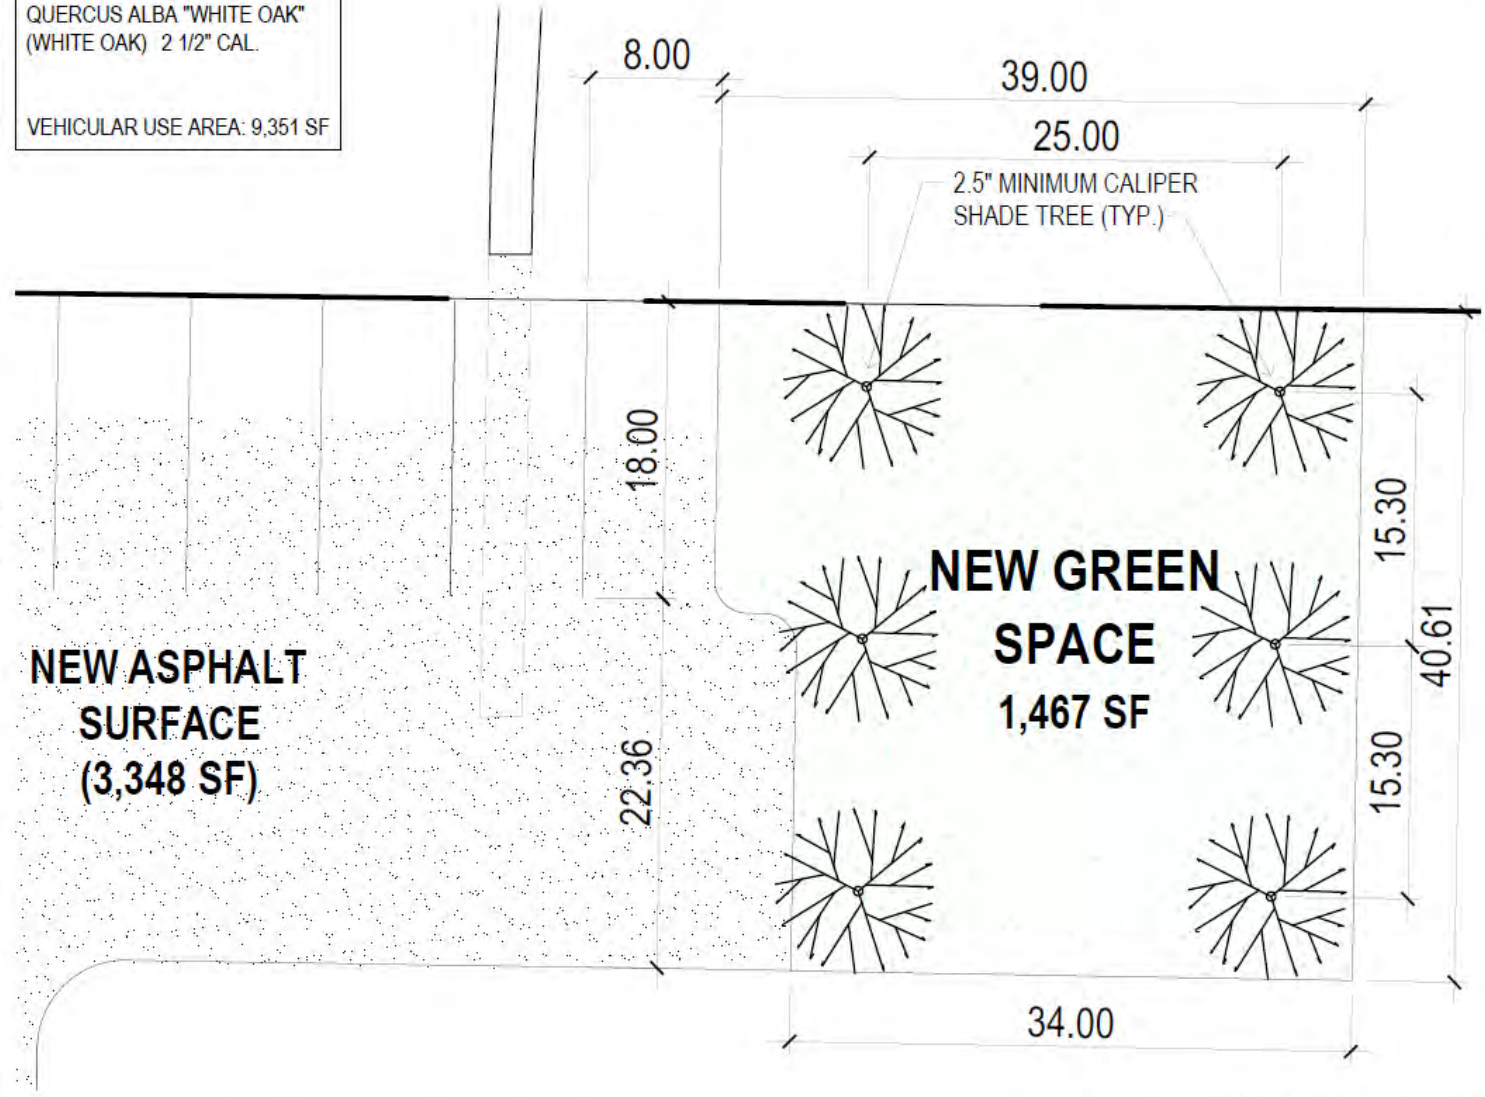 QUERCUS ALBA "WHITE OAK"
(WHITE OAK) 2 1/2" CAL.
VEHICULAR USE AREA: 9,351 SF
8.00
39.00
25.00
2.5" MINIMUM CALIPER
SHADE TREE (TYP.)
18.00
15.30
NEW GREEN
SPACE
1,467 SF
40.61
NEW ASPHALT
SURFACE
(3,348 SF)
22.36
15.30
34.00